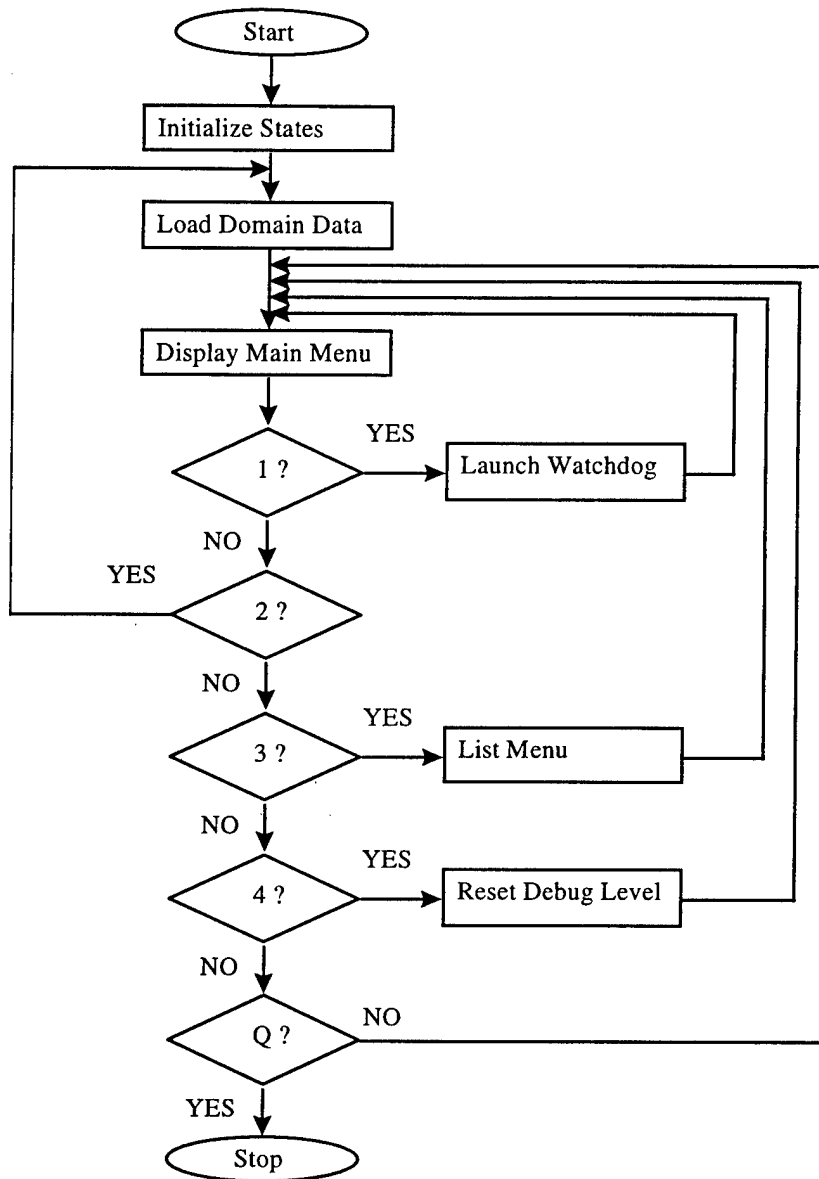 Start
Initialize States
Load Domain Data
Display Main Menu
YES
1 ?
Launch Watchdog
NO
YES
2 ?
NO
YES
3 ?
List Menu
NO
YES
4 ?
Reset Debug Level
NO
NO
Q ?
YES
Stop